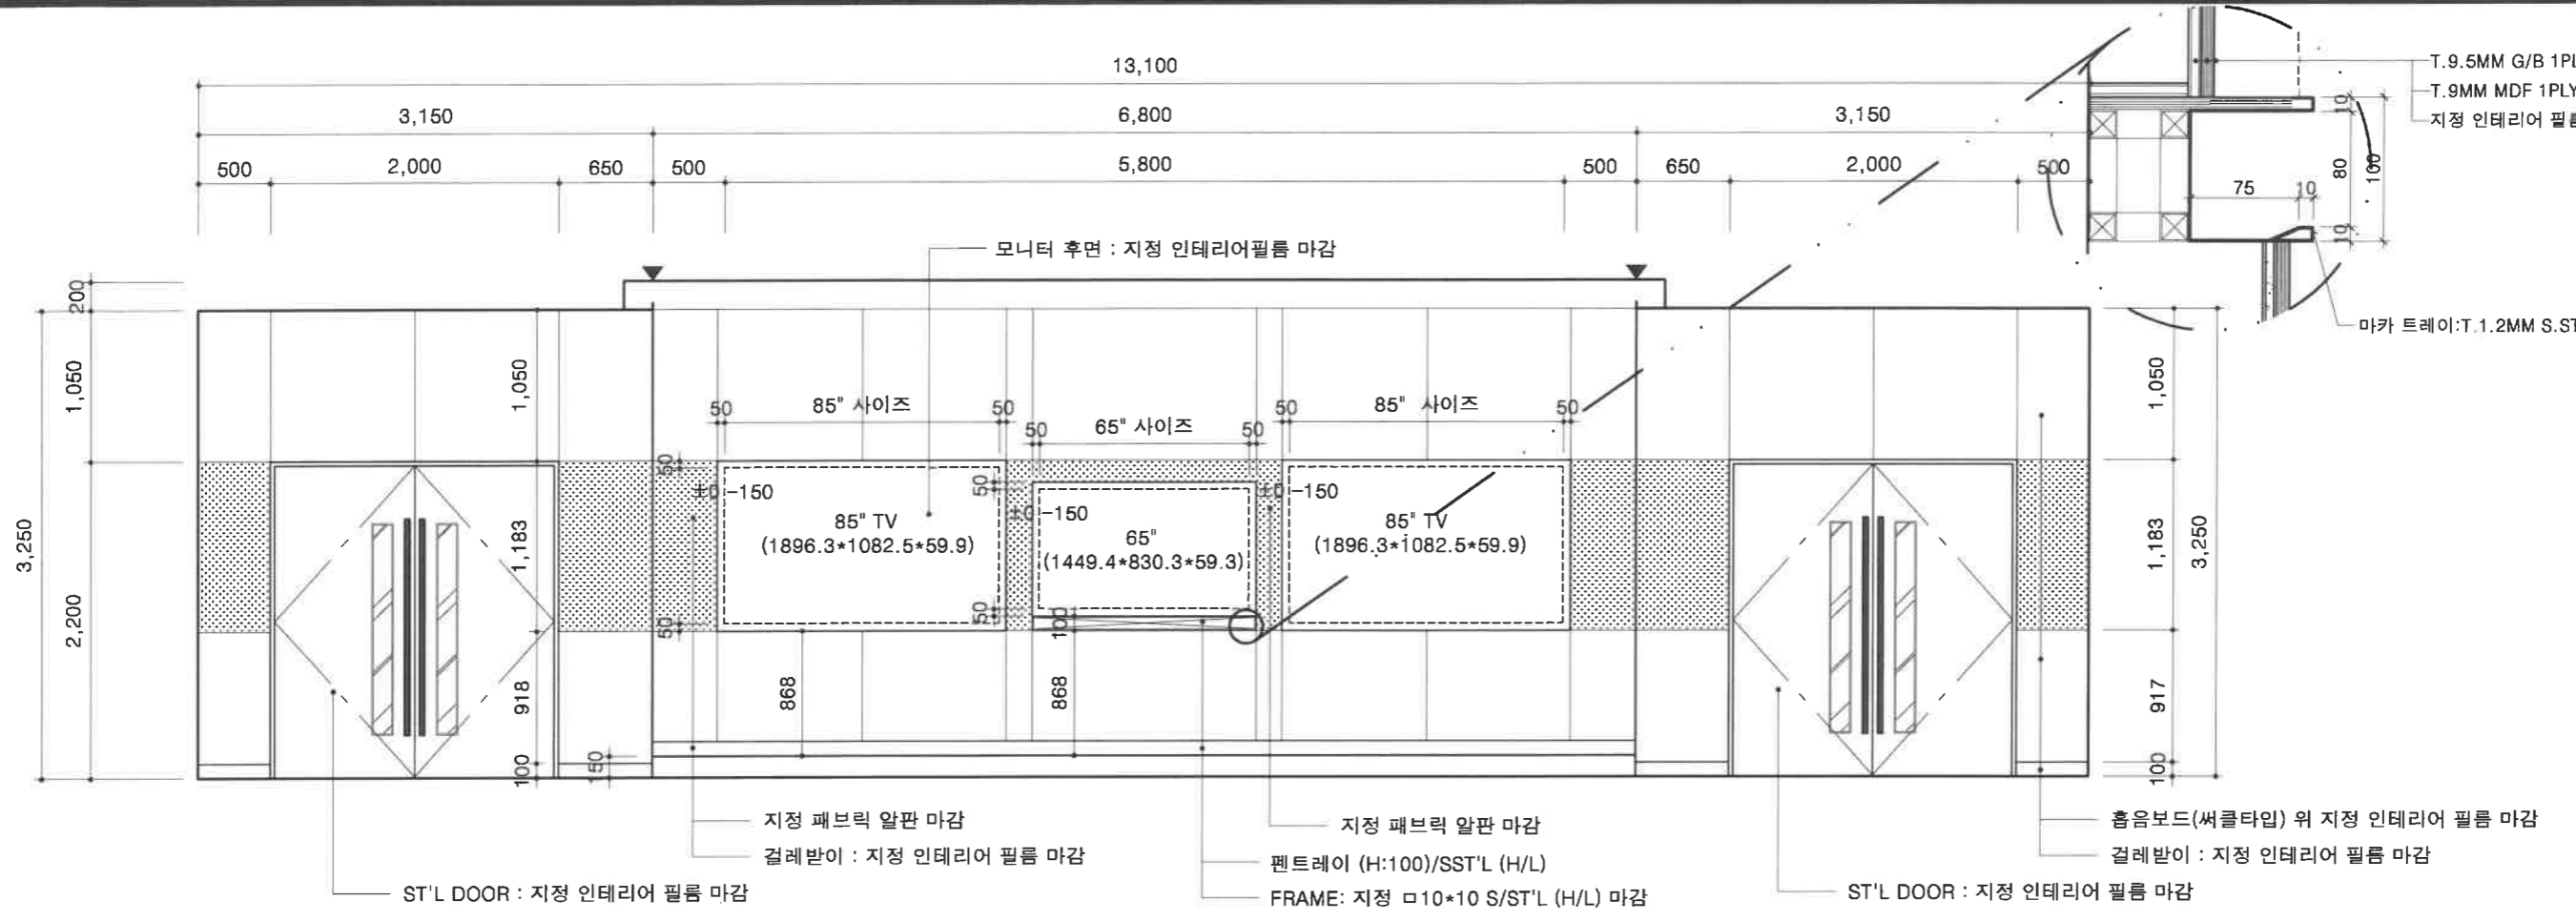 13,100
T.9.5MM G/B 1PL
T.9MM MDF 1PLY
지정 인테리어 필름
3,150 6,800 3,150
500 2,000 650 500 5,800 500 650 2,000 500
10
80
100
75 10
10
모니터 후면 : 지정 인테리어필름 마감
마카 트레이:T.1.2MM S.ST
200
1,050
2,200
3,250
1,050
1,183
918
100
150
50 85" 사이즈 50
50 65" 사이즈 50
50 85" 사이즈 50
50
±0 -150
85" TV
(1896.3*1082.5*59.9)
50
50
±0 -150
65"
(1449.4*830.3*59.3)
50
100
±0 -150
85" TV
(1896.3*1082.5*59.9)
868
868
1,050
1,183
917
100
3,250
지정 패브릭 알판 마감
걸레받이 : 지정 인테리어 필름 마감
ST'L DOOR : 지정 인테리어 필름 마감
지정 패브릭 알판 마감
펜트레이 (H:100)/SST'L (H/L)
FRAME: 지정 ㅁ10*10 S/ST'L (H/L) 마감
흡음보드(써클타입) 위 지정 인테리어 필름 마감
걸레받이 : 지정 인테리어 필름 마감
ST'L DOOR : 지정 인테리어 필름 마감